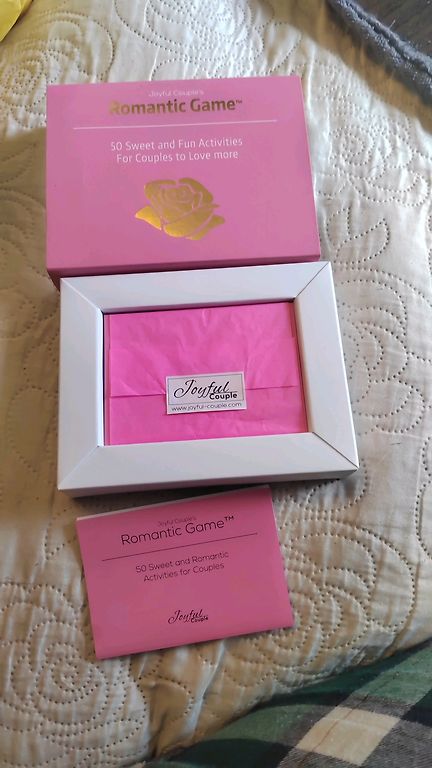 Joyful Couple's
Romantic Game™
50 Sweet and Fun Activities
For Couples to Love more
Joyful
Couple
www.joyful-couple.com
Joyful Couple's
Romantic Game™
50 Sweet and Romantic
Activities for Couples
Joyful
Couple